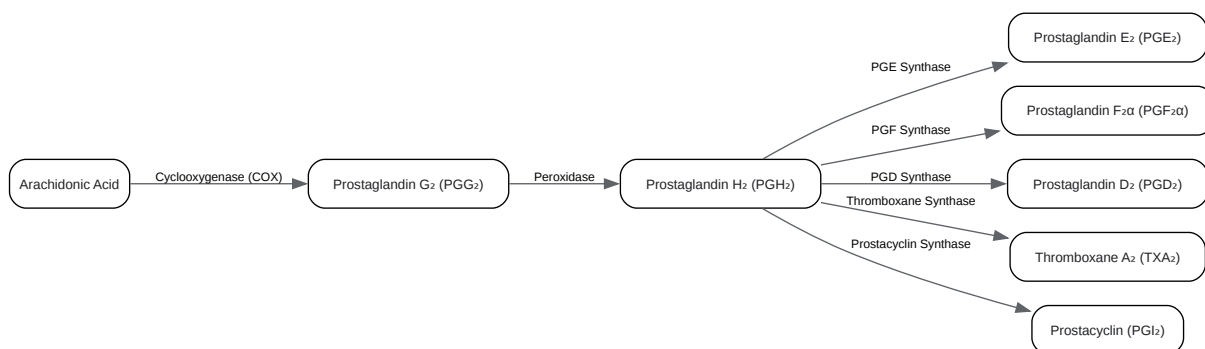 Prostaglandin E₂ (PGE₂)
PGE Synthase
Prostaglandin F₂α (PGF₂α)
PGF Synthase
Arachidonic Acid
Cyclooxygenase (COX)
Prostaglandin G₂ (PGG₂)
Peroxidase
Prostaglandin H₂ (PGH₂)
PGD Synthase
Prostaglandin D₂ (PGD₂)
Thromboxane Synthase
Thromboxane A₂ (TXA₂)
Prostacyclin Synthase
Prostacyclin (PGI₂)